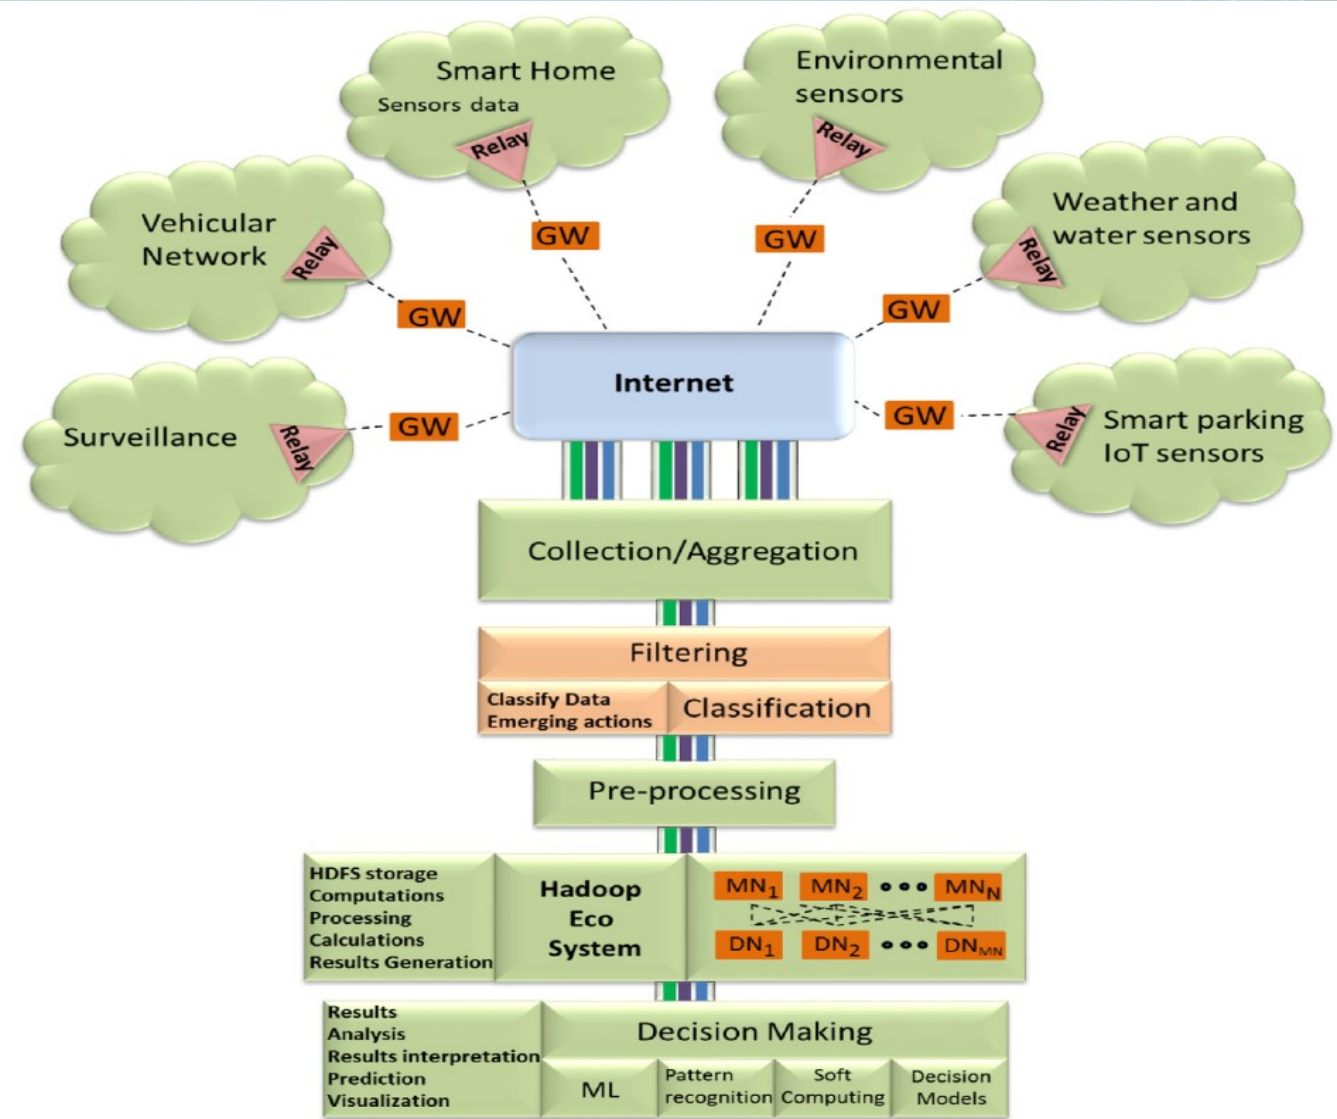 Smart Home
Sensors data
Relay
Environmental
sensors
Relay
Vehicular
Network
Relay
Weather and
water sensors
Relay
GW
GW
GW
GW
Surveillance
Relay
GW
Internet
GW
Relay
Smart parking
IoT sensors
Collection/Aggregation
Filtering
Classify Data
Emerging actions
Classification
Pre-processing
HDFS storage
Computations
Processing
Calculations
Results Generation
Hadoop
Eco
System
MN1 MN2 MNN
DN1 DN2 DNMN
Results
Analysis
Results interpretation
Prediction
Visualization
Decision Making
ML
Pattern
recognition
Soft
Computing
Decision
Models